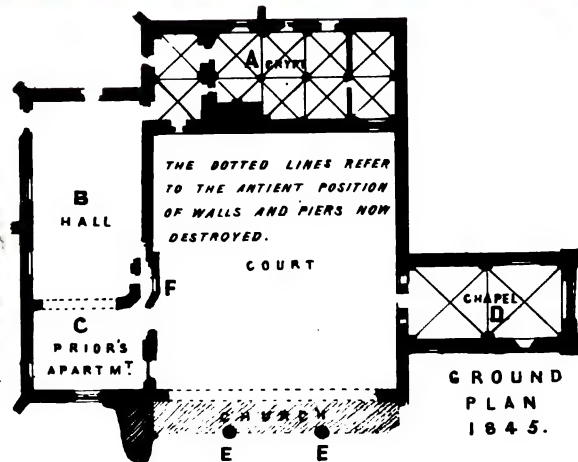 A CRYPT
THE DOTTED LINES REFER
TO THE ANTIENT POSITION
OF WALLS AND PIERS NOW
DESTROYED.
B
HALL
COURT
F
CHAPEL
D
C
PRIOR'S
APARTMT.
CHURCH
E E
GROUND
PLAN
1845.